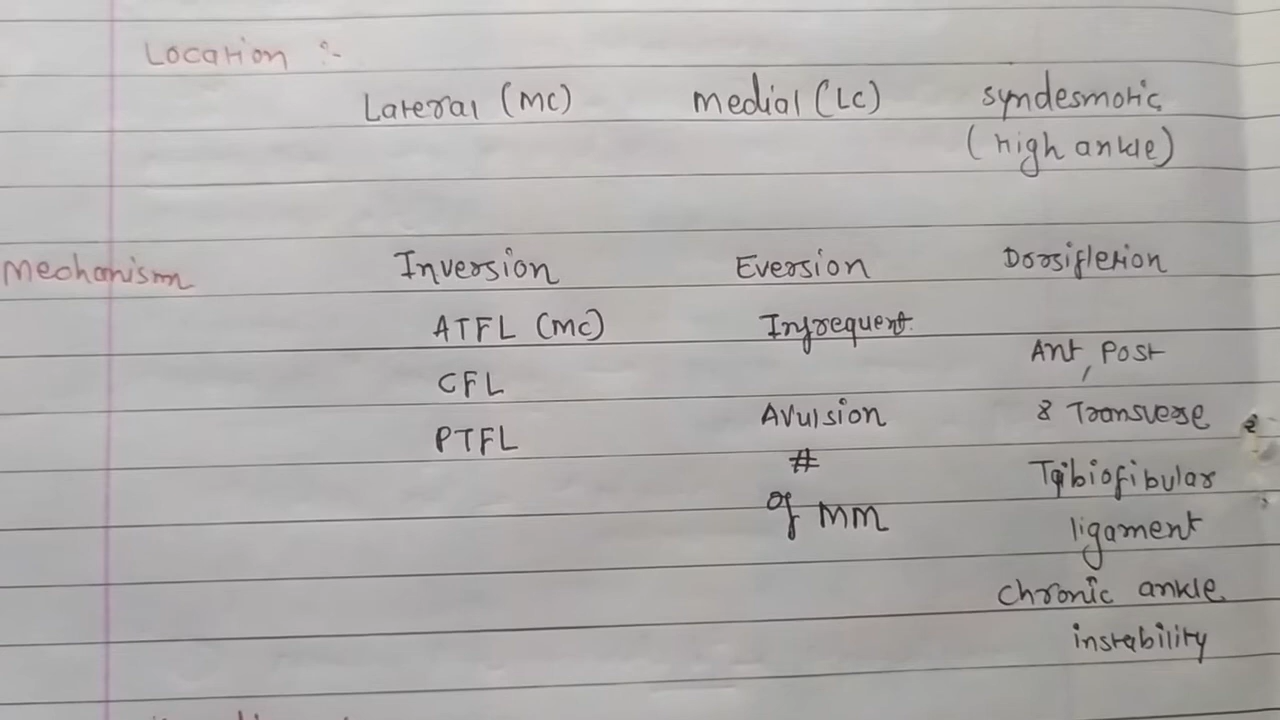 Location :-
Lateral (MC) Medial (LC) Syndesmotic
(High ankle)
Mechanism Inversion Eversion Dorsiflexion
ATFL (MC) Infrequent.
Ant, Post
CFL
Avulsion & Transverse
PTFL
#
Tibiofibular
of MM
ligament
Chronic ankle
instability